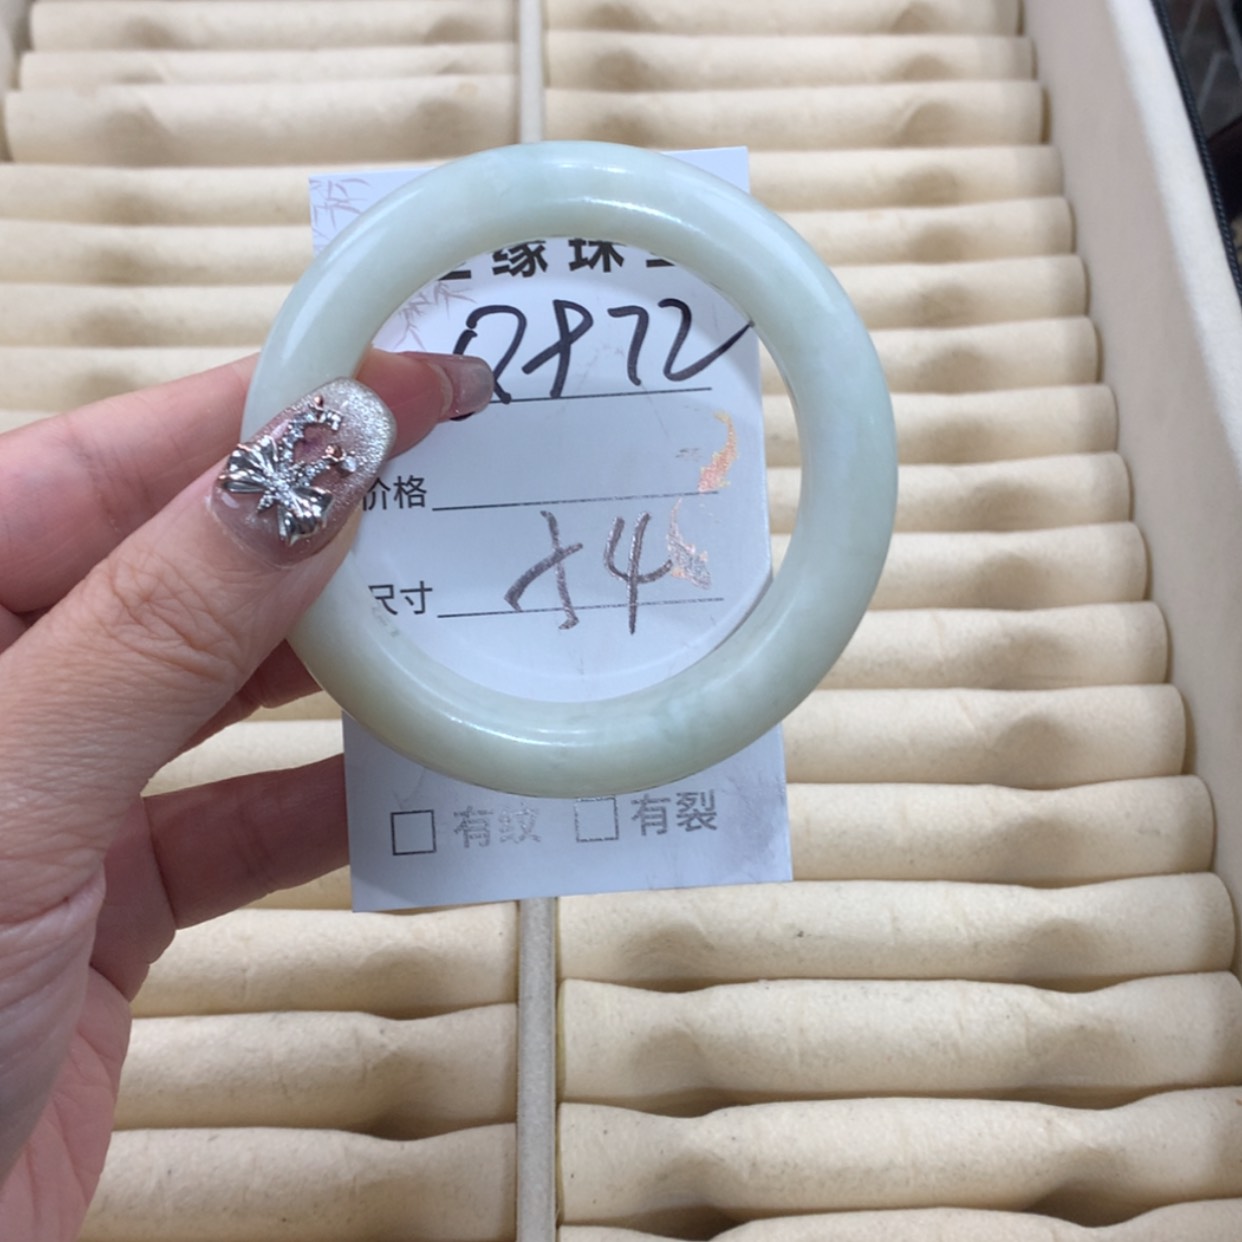 缘珠
Q872
价格
尺寸 54
有纹 有裂